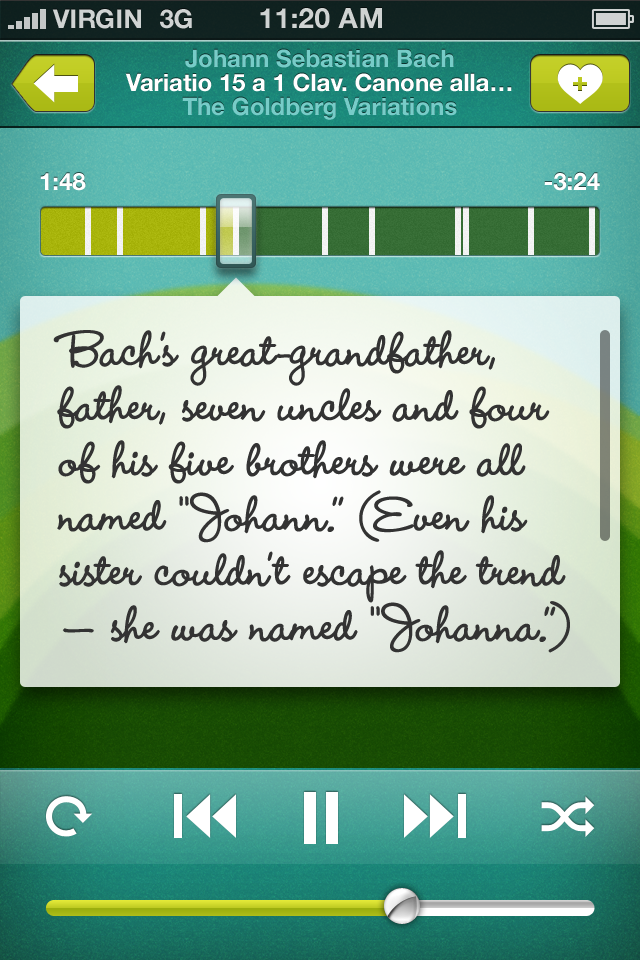 VIRGIN 3G 11:20 AM
Johann Sebastian Bach
Variatio 15 a 1 Clav. Canone alla...
The Goldberg Variations
1:48 -3:24
Bach's great-grandfather,
father, seven uncles and four
of his five brothers were all
named "Johann." (Even his
sister couldn't escape the trend
— she was named "Johanna.")